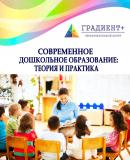 ГРАДИЕНТ+
СОВРЕМЕННОЕ
ДОШКОЛЬНОЕ ОБРАЗОВАНИЕ:
ТЕОРИЯ И ПРАКТИКА